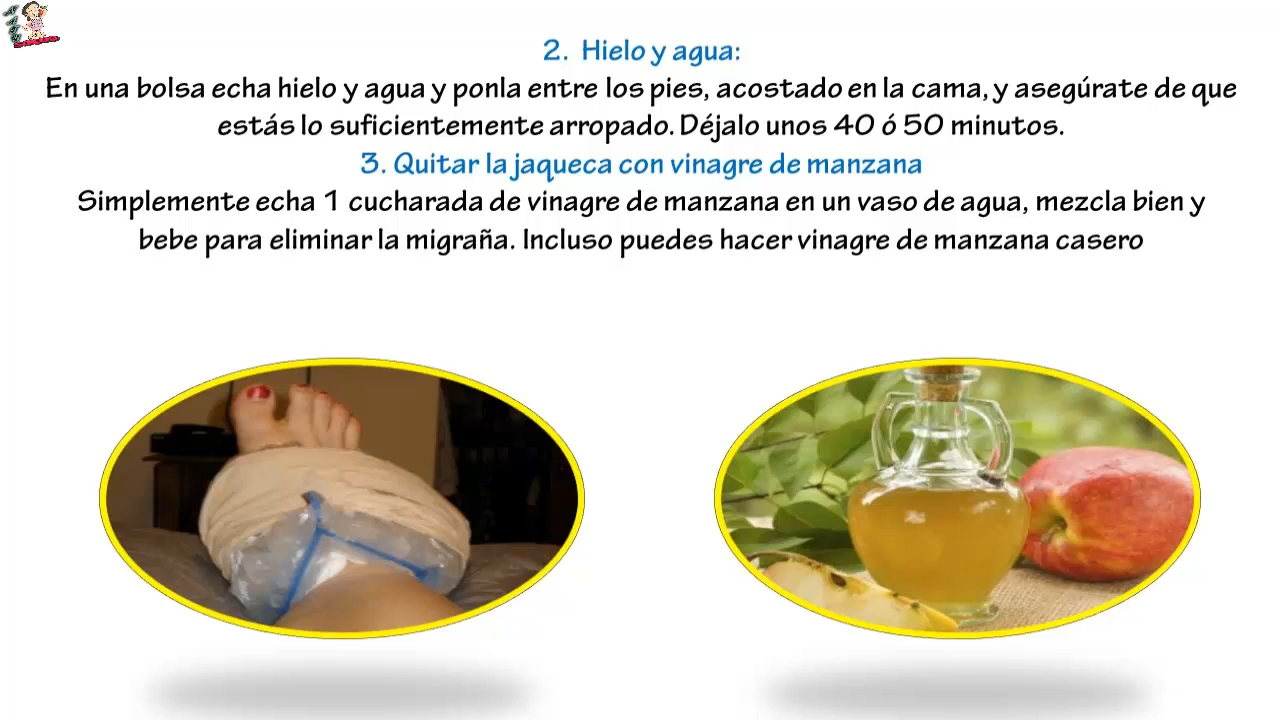 2. Hielo y agua:
En una bolsa echa hielo y agua y ponla entre los pies, acostado en la cama, y asegúrate de que
estás lo suficientemente arropado. Déjalo unos 40 ó 50 minutos.
3. Quitar la jaqueca con vinagre de manzana
Simplemente echa 1 cucharada de vinagre de manzana en un vaso de agua, mezcla bien y
bebe para eliminar la migraña. Incluso puedes hacer vinagre de manzana casero